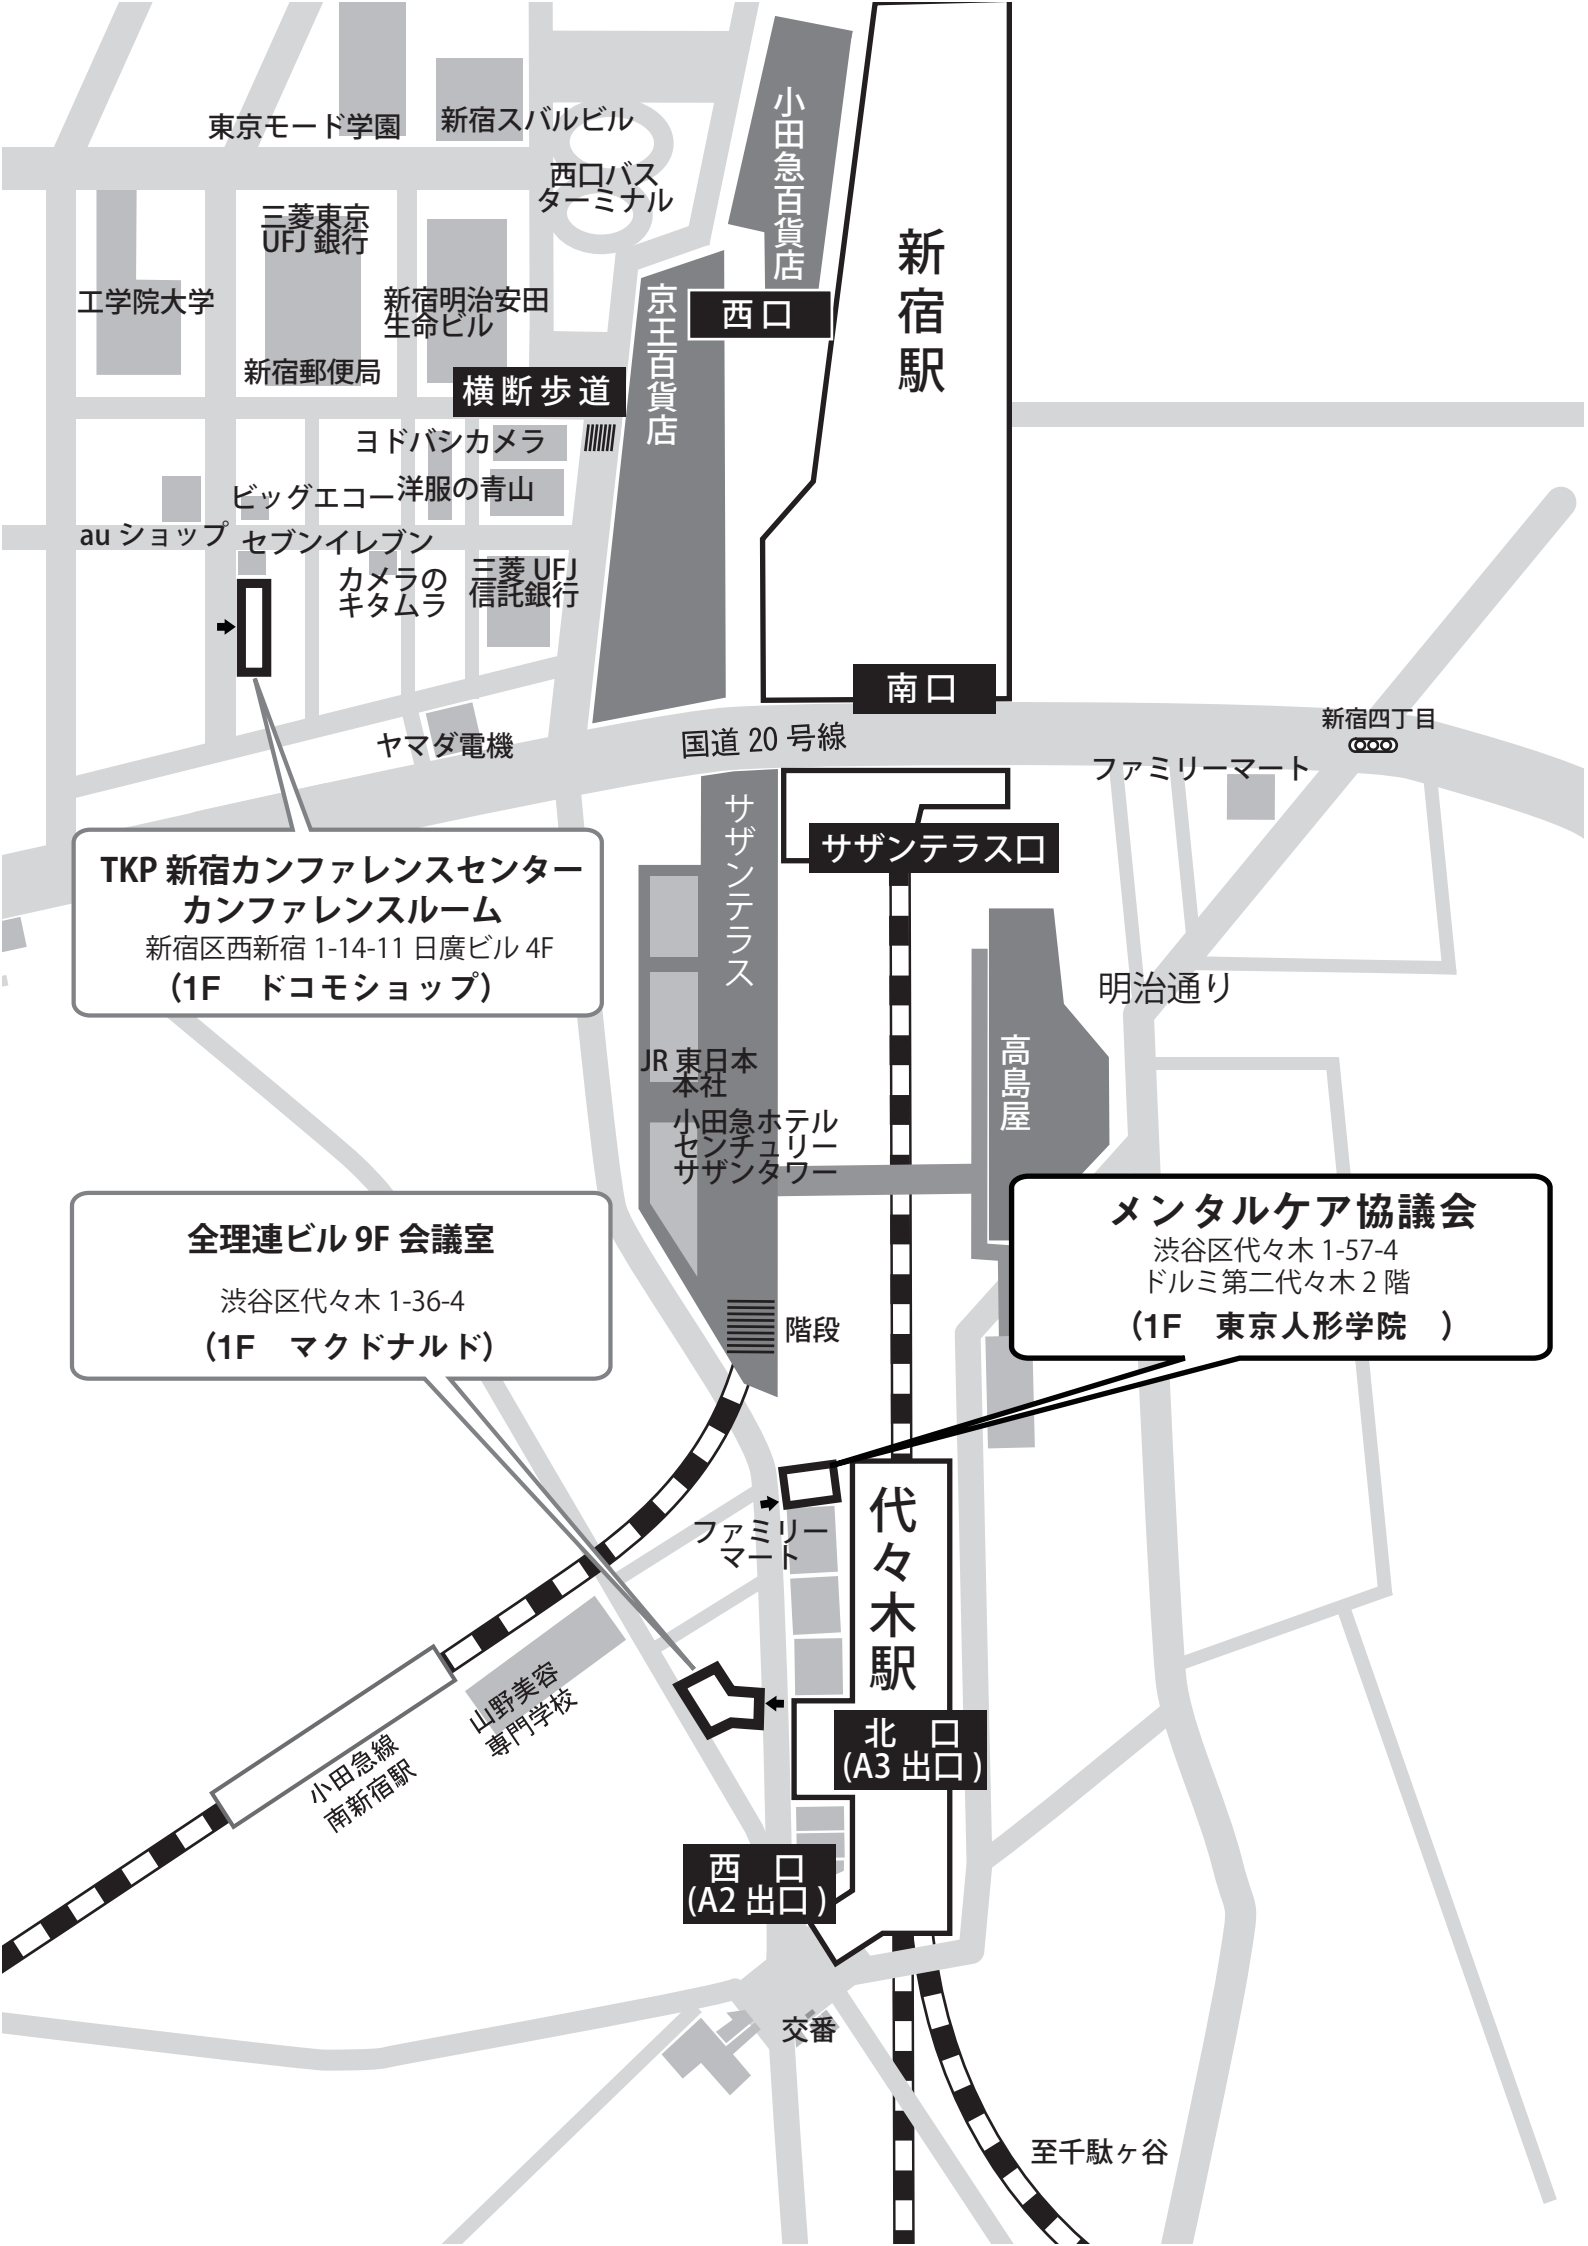 東京モード学園
新宿スバルビル
西口バス
ターミナル
小田急百貨店
新宿駅
三菱東京
UFJ 銀行
工学院大学
新宿明治安田
生命ビル
京王百貨店
西口
新宿郵便局
横断歩道
ヨドバシカメラ
ビッグエコー
洋服の青山
au ショップ
セブンイレブン
カメラの
キタムラ
三菱 UFJ
信託銀行
南口
国道 20 号線
ヤマダ電機
新宿四丁目
ファミリーマート
サザンテラス
サザンテラス口
TKP 新宿カンファレンスセンター
カンファレンスルーム
新宿区西新宿 1-14-11 日廣ビル 4F
(1F　ドコモショップ)
明治通り
高島屋
JR 東日本
本社
小田急ホテル
センチュリー
サザンタワー
全理連ビル 9F 会議室
渋谷区代々木 1-36-4
(1F　マクドナルド)
メンタルケア協議会
渋谷区代々木 1-57-4
ドルミ第二代々木 2 階
(1F　東京人形学院　)
階段
代々木駅
ファミリー
マート
山野美容
専門学校
小田急線
南新宿駅
北　口
(A3 出口 )
西　口
(A2 出口 )
交番
至千駄ヶ谷